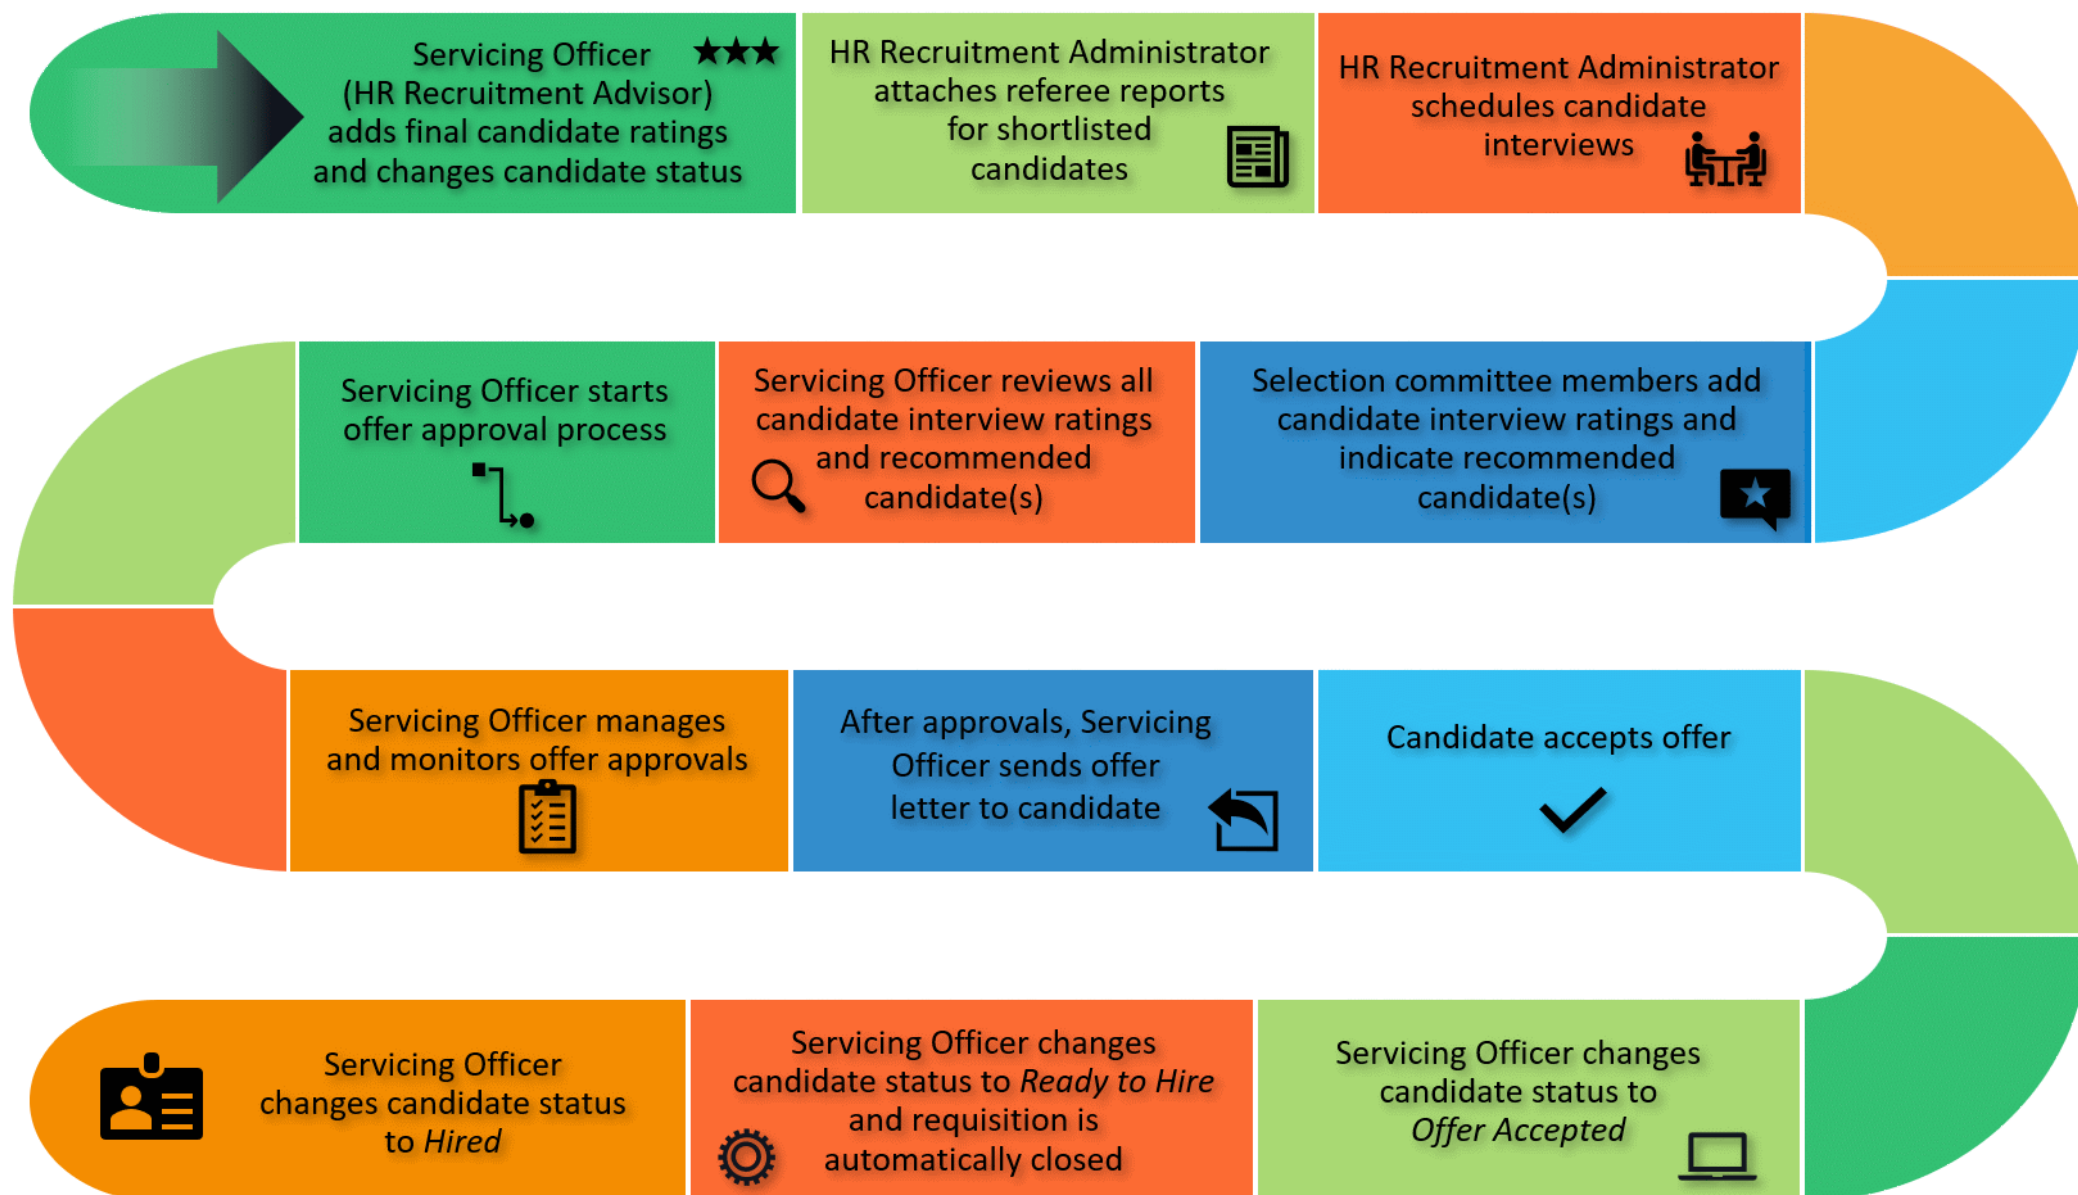 Servicing Officer
(HR Recruitment Advisor)
adds final candidate ratings
and changes candidate status
HR Recruitment Administrator
attaches referee reports
for shortlisted
candidates
HR Recruitment Administrator
schedules candidate
interviews
Selection committee members add
candidate interview ratings and
indicate recommended
candidate(s)
Servicing Officer reviews all
candidate interview ratings
and recommended
candidate(s)
Servicing Officer starts
offer approval process
Servicing Officer manages
and monitors offer approvals
After approvals, Servicing
Officer sends offer
letter to candidate
Candidate accepts offer
Servicing Officer changes
candidate status to
Offer Accepted
Servicing Officer changes
candidate status to Ready to Hire
and requisition is
automatically closed
Servicing Officer
changes candidate status
to Hired